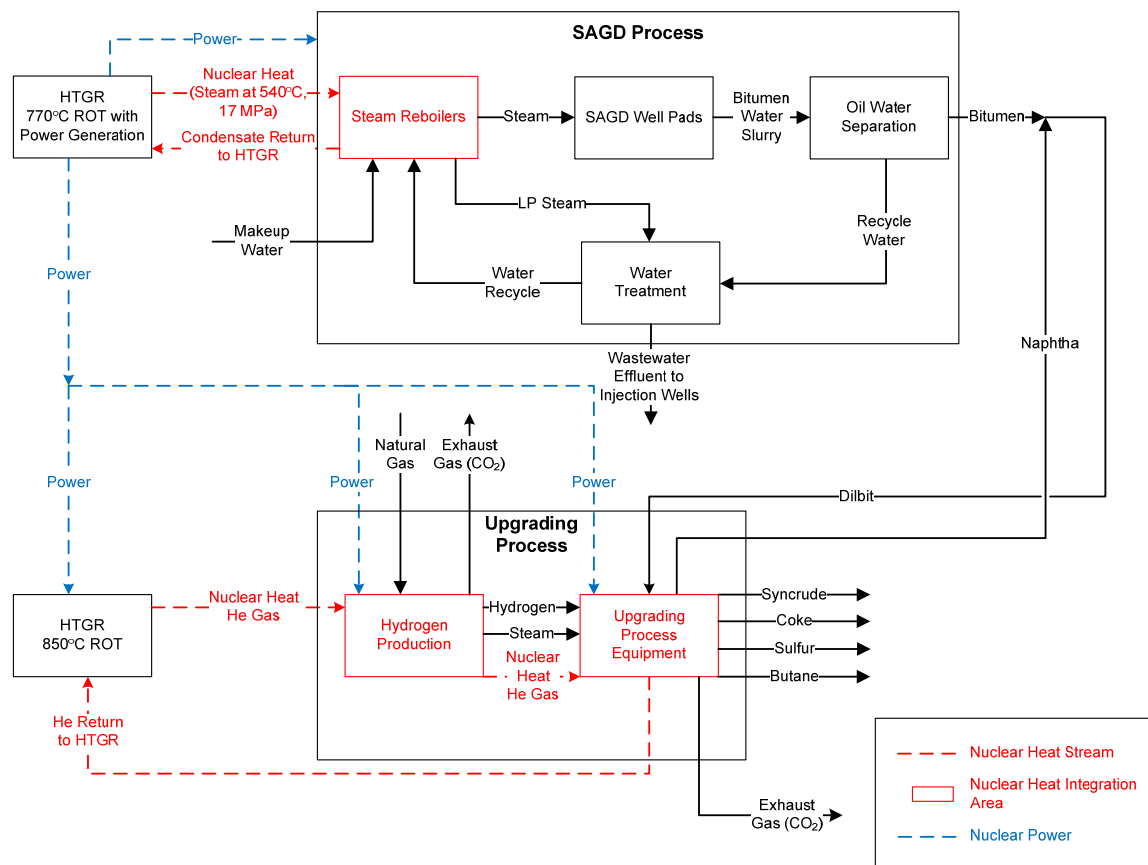 SAGD Process
Power
HTGR
770°C ROT with
Power Generation
Nuclear Heat
(Steam at 540°C,
17 MPa)
Condensate Return
to HTGR
Steam Reboilers
Steam
SAGD Well Pads
Bitumen
Water
Slurry
Oil Water
Separation
Bitumen
LP Steam
Recycle
Water
Makeup
Water
Water
Recycle
Water
Treatment
Power
Wastewater
Effluent to
Injection Wells
Naphtha
Natural
Gas
Exhaust
Gas (CO₂)
Power
Power
Power
Dilbit
Upgrading
Process
HTGR
850°C ROT
Nuclear Heat
He Gas
Hydrogen
Production
Hydrogen
Steam
Nuclear
Heat
He Gas
Upgrading
Process
Equipment
Syncrude
Coke
Sulfur
Butane
He Return
to HTGR
Exhaust
Gas (CO₂)
Nuclear Heat Stream
Nuclear Heat Integration
Area
Nuclear Power